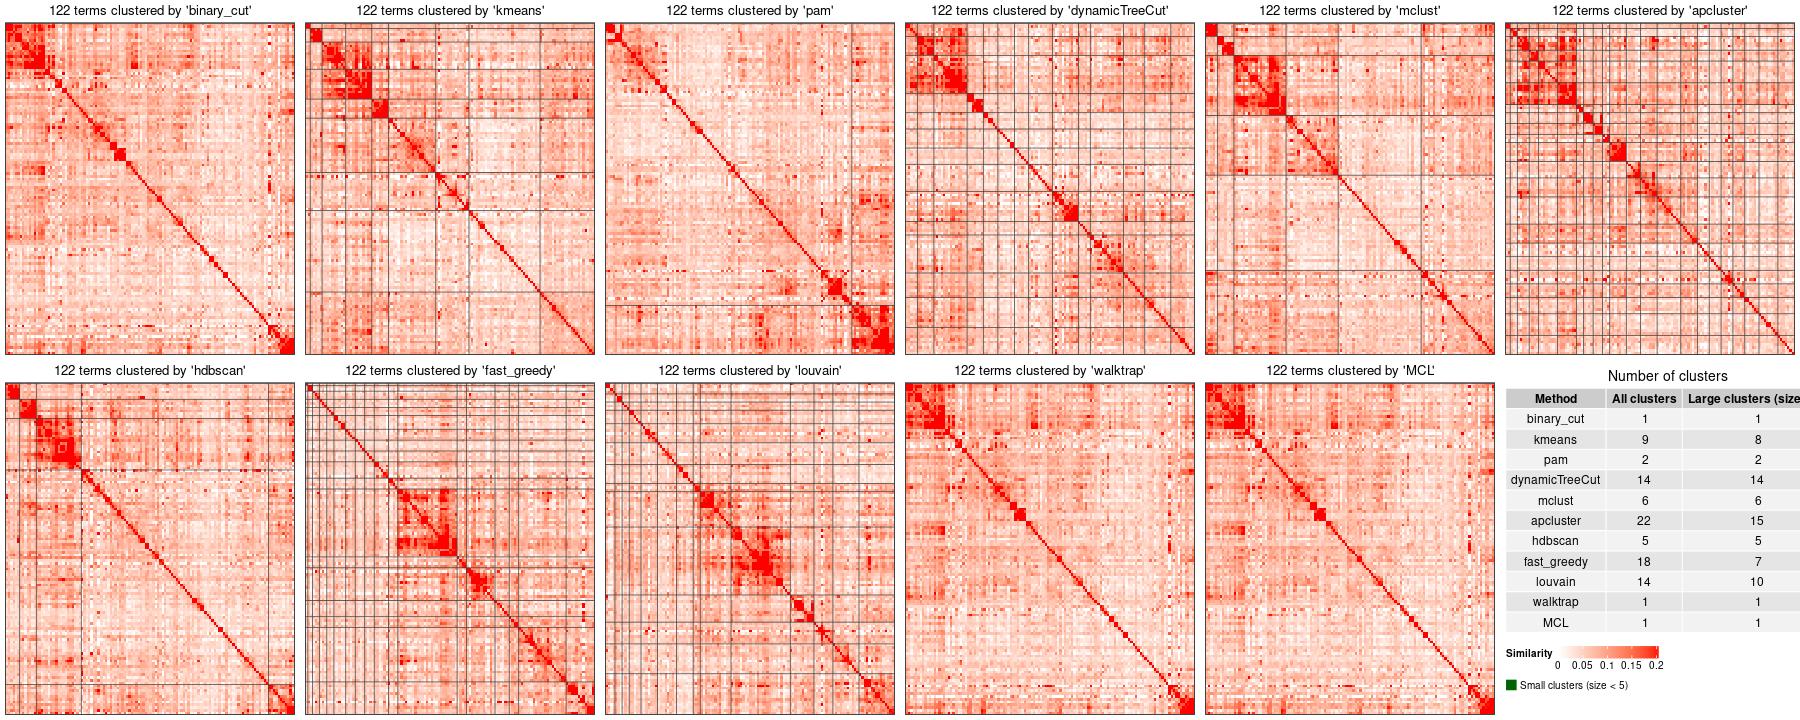 122 terms clustered by 'binary_cut'
122 terms clustered by 'kmeans'
122 terms clustered by 'pam'
122 terms clustered by 'dynamicTreeCut'
122 terms clustered by 'mclust'
122 terms clustered by 'apcluster'
122 terms clustered by 'hdbscan'
122 terms clustered by 'fast_greedy'
122 terms clustered by 'louvain'
122 terms clustered by 'walktrap'
122 terms clustered by 'MCL'
Number of clusters
Method All clusters Large clusters (size
binary_cut 1 1
kmeans 9 8
pam 2 2
dynamicTreeCut 14 14
mclust 6 6
apcluster 22 15
hdbscan 5 5
fast_greedy 18 7
louvain 14 10
walktrap 1 1
MCL 1 1
Similarity
0 0.05 0.1 0.15 0.2
Small clusters (size < 5)